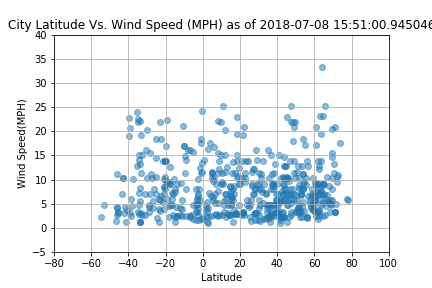 City Latitude Vs. Wind Speed (MPH) as of 2018-07-08 15:51:00.945046
Wind Speed(MPH)
40
35
30
25
20
15
10
5
0
−5
−80 −60 −40 −20 0 20 40 60 80 100
Latitude